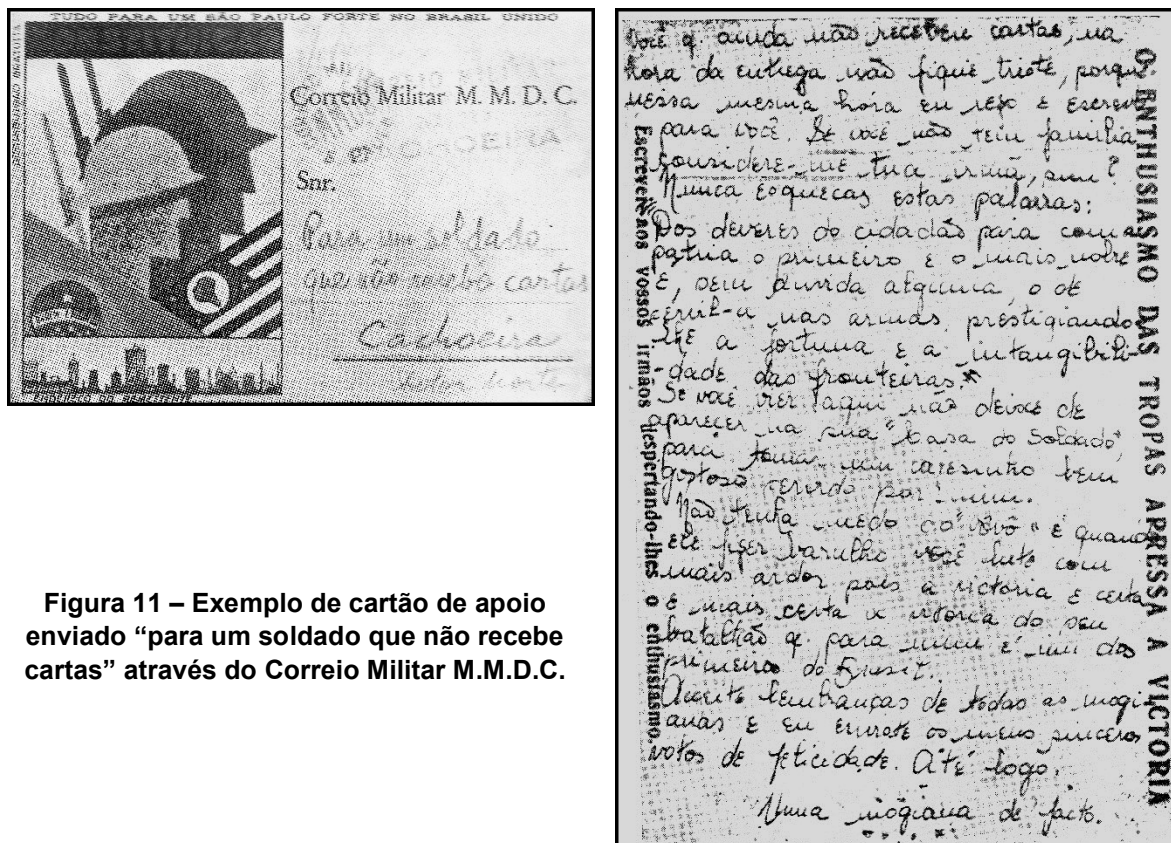 TUDO PARA UM SÃO PAULO FORTE NO BRASIL UNIDO
Correio Militar M. M. D. C.
Snr.
Para um soldado
que não recebe cartas
Cachoeira
Figura 11 – Exemplo de cartão de apoio
enviado “para um soldado que não recebe
cartas” através do Correio Militar M.M.D.C.
Você q ainda não recebeu cartas, na
hora da entrega não fique triste, porque
nessa mesma hora eu rezo e escrevo
para você. Se você não tem familia
considere-me tua irmã, sim?
Nunca esqueças estas palavras:
Dos deveres do cidadão para com a
patria o primeiro e o mais nobre
é, sem duvida alguma, o de
servil-a nas armas, prestigiando
lhe a fortuna e a intangibili-
-dade das fronteiras."
Se você vier aqui não deixe de
aparecer na sua "Casa do Soldado",
para tomar um cafesinho bem
gostoso servido por mim.
Não tenha medo do "vôvô" e quando
ele fizer barulho você lute com
mais ardor pois a victoria é certa
e mais certa a vitoria do seu
batalhão q para mim é um dos
primeiros do Brasil.
Aceite lembranças de todas as mogi-
anas e eu os meus sinceros
votos de felicidade. Até logo.
Uma mogiana de facto.
Escrevei aos vossos irmãos despertando-lhes o enthusiasmo.
O ENTHUSIASMO DAS TROPAS APRESSA A VICTORIA